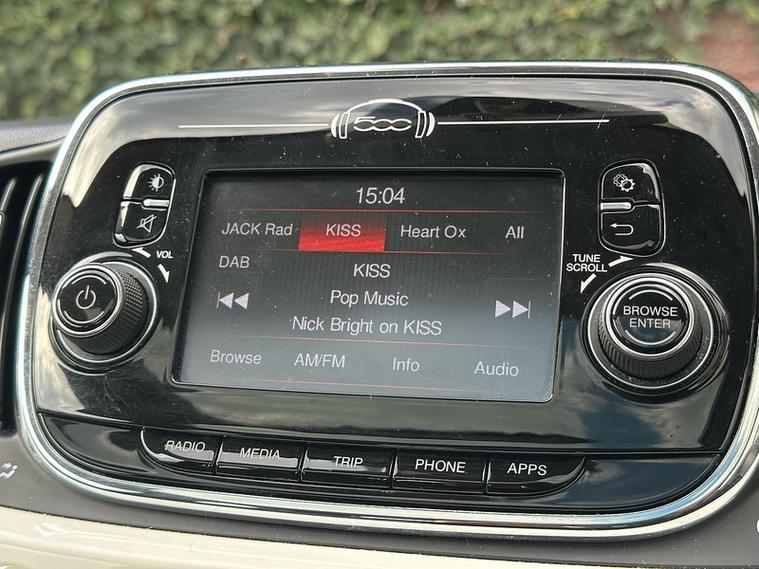 500
15:04
JACK Rad KISS Heart Ox All
DAB
KISS
Pop Music
Nick Bright on KISS
Browse AM/FM Info Audio
VOL
TUNE
SCROLL
BROWSE
ENTER
RADIO MEDIA TRIP PHONE APPS